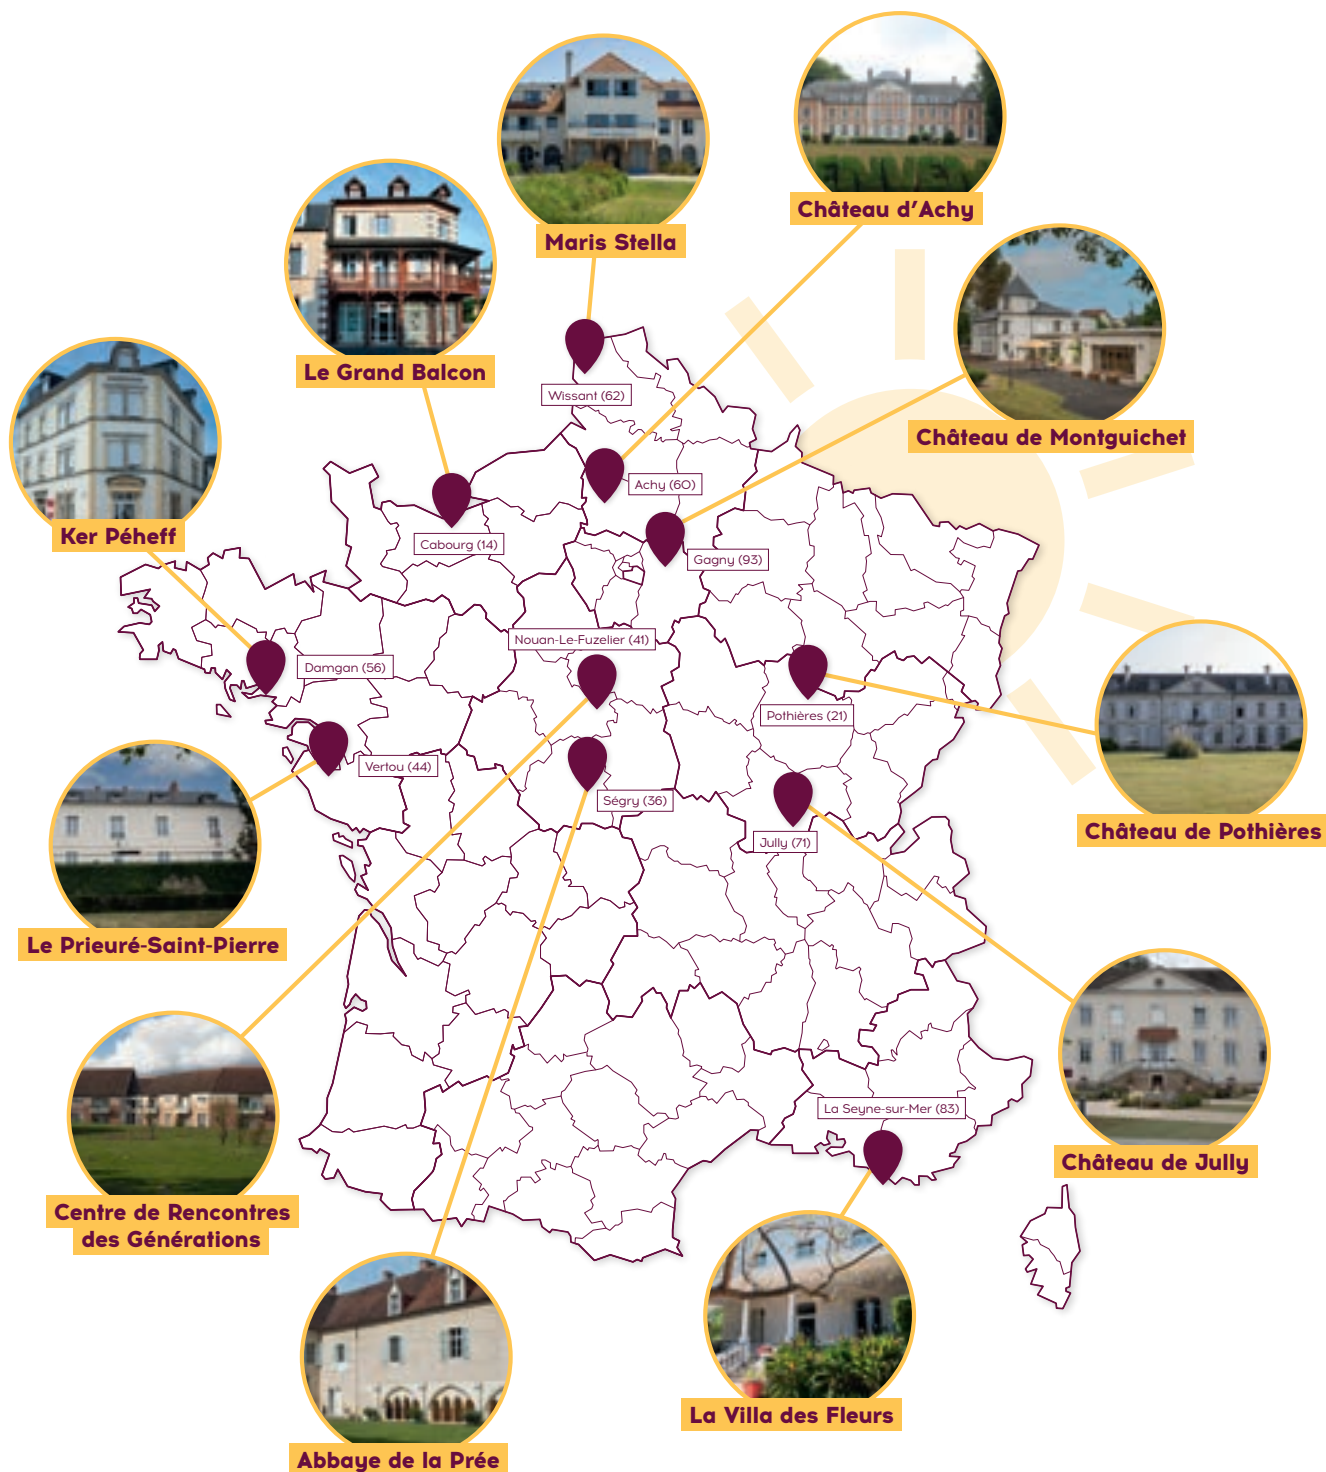 Château d’Achy
Maris Stella
Le Grand Balcon
Château de Montguichet
Wissant (62)
Achy (60)
Ker Péheff
Cabourg (14)
Gagny (93)
Nouan-Le-Fuzelier (41)
Damgan (56)
Pothières (21)
Vertou (44)
Ségry (36)
Château de Pothières
Jully (71)
Le Prieuré-Saint-Pierre
La Seyne-sur-Mer (83)
Château de Jully
Centre de Rencontres
des Générations
La Villa des Fleurs
Abbaye de la Prée